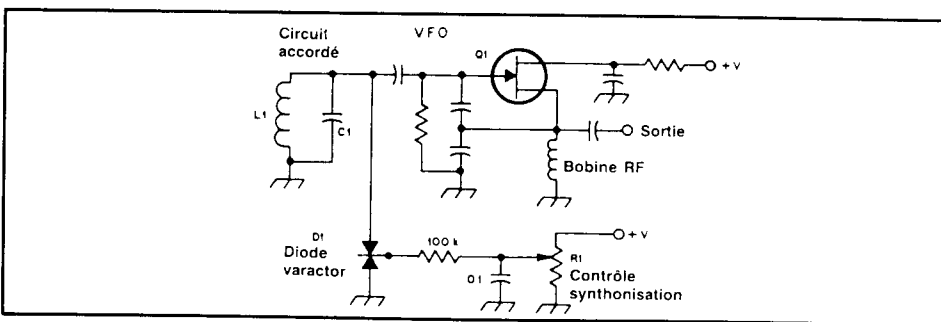 Circuit
accordé
VFO
Q1
+V
L1
C1
Sortie
Bobine RF
D1
Diode
varactor
100 k
01
+V
R1
Contrôle
synthonisation